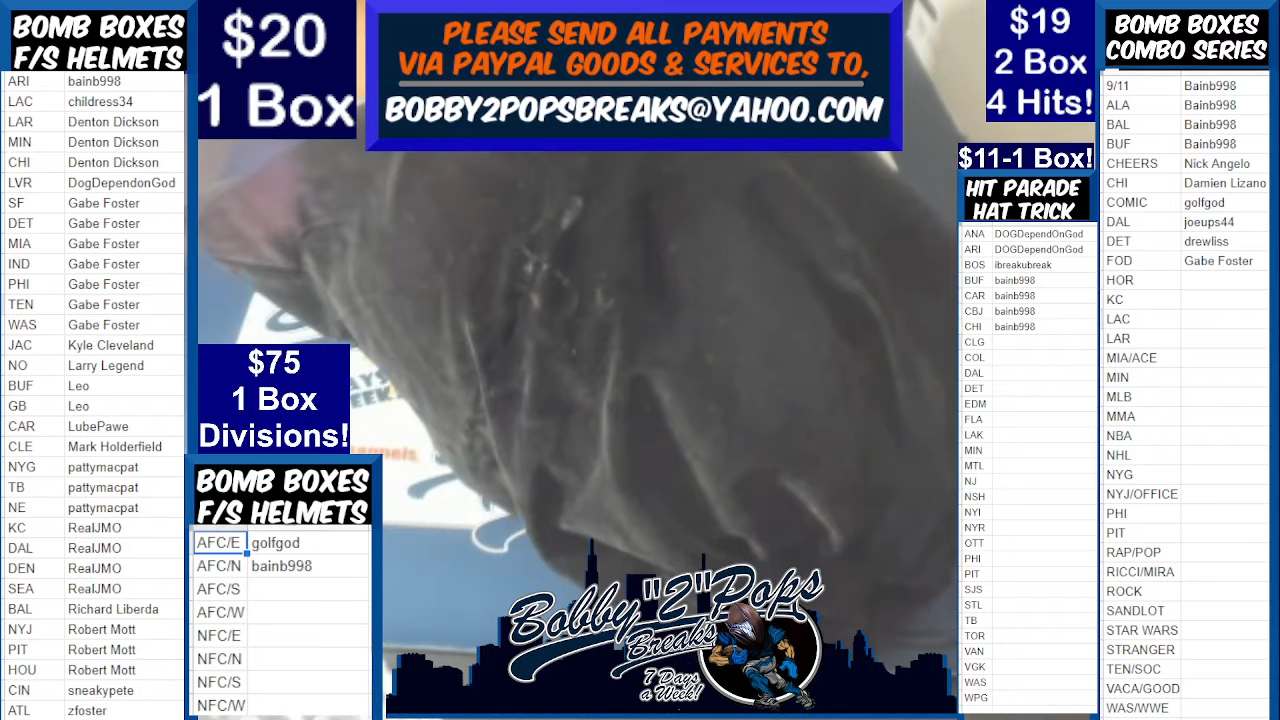 BOMB BOXES
F/S HELMETS
ARI bainb998
LAC childress34
LAR Denton Dickson
MIN Denton Dickson
CHI Denton Dickson
LVR DogDependonGod
SF Gabe Foster
DET Gabe Foster
MIA Gabe Foster
IND Gabe Foster
PHI Gabe Foster
TEN Gabe Foster
WAS Gabe Foster
JAC Kyle Cleveland
NO Larry Legend
BUF Leo
GB Leo
CAR LubePawe
CLE Mark Holderfield
NYG pattymacpat
TB pattymacpat
NE pattymacpat
KC RealJMO
DAL RealJMO
DEN RealJMO
SEA RealJMO
BAL Richard Liberda
NYJ Robert Mott
PIT Robert Mott
HOU Robert Mott
CIN sneakypete
ATL zfoster
$20
1 Box
PLEASE SEND ALL PAYMENTS
VIA PAYPAL GOODS & SERVICES TO,
BOBBY2POPSBREAKS@YAHOO.COM
$75
1 Box
Divisions!
BOMB BOXES
F/S HELMETS
AFC/E golfgod
AFC/N bainb998
AFC/S
AFC/W
NFC/E
NFC/N
NFC/S
NFC/W
Bobby "2" Pops
Breaks
7 Days
a Week!
$19
2 Box
4 Hits!
$11-1 Box!
HIT PARADE
HAT TRICK
ANA DOGDependOnGod
ARI DOGDependOnGod
BOS ibreakubreak
BUF bainb998
CAR bainb998
CBJ bainb998
CHI bainb998
CLG
COL
DAL
DET
EDM
FLA
LAK
MIN
MTL
NJ
NSH
NYI
NYR
OTT
PHI
PIT
SJS
STL
TB
TOR
VAN
VGK
WAS
WPG
BOMB BOXES
COMBO SERIES
9/11 Bainb998
ALA Bainb998
BAL Bainb998
BUF Bainb998
CHEERS Nick Angelo
CHI Damien Lizano
COMIC golfgod
DAL joeups44
DET drewliss
FOD Gabe Foster
HOR
KC
LAC
LAR
MIA/ACE
MIN
MLB
MMA
NBA
NHL
NYG
NYJ/OFFICE
PHI
PIT
RAP/POP
RICCI/MIRA
ROCK
SANDLOT
STAR WARS
STRANGER
TEN/SOC
VACA/GOOD
WAS/WWE